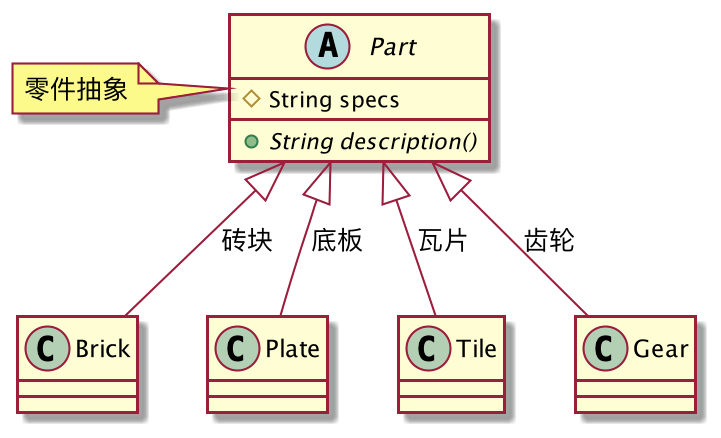 A Part
零件抽象
String specs
String description()
砖块
底板
瓦片
齿轮
C Brick
C Plate
C Tile
C Gear